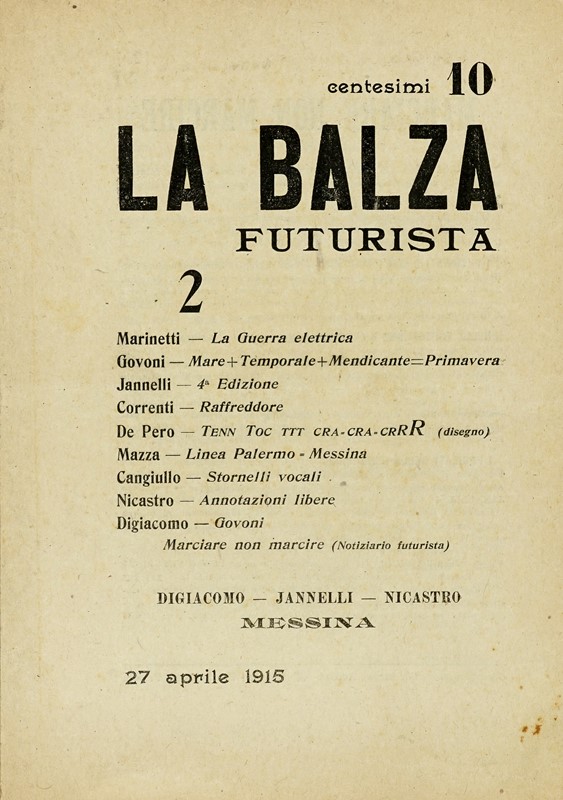 centesimi 10
LA BALZA
FUTURISTA
2
Marinetti — La Guerra elettrica
Govoni — Mare+Temporale+Mendicante=Primavera
Jannelli — 4ª Edizione
Correnti — Raffreddore
De Pero — TENN TOC TTT CRA-CRA-CRRR (disegno)
Mazza — Linea Palermo - Messina
Cangiullo — Stornelli vocali
Nicastro — Annotazioni libere
Digiacomo — Govoni
Marciare non marcire (Notiziario futurista)
DIGIACOMO — JANNELLI — NICASTRO
MESSINA
27 aprile 1915